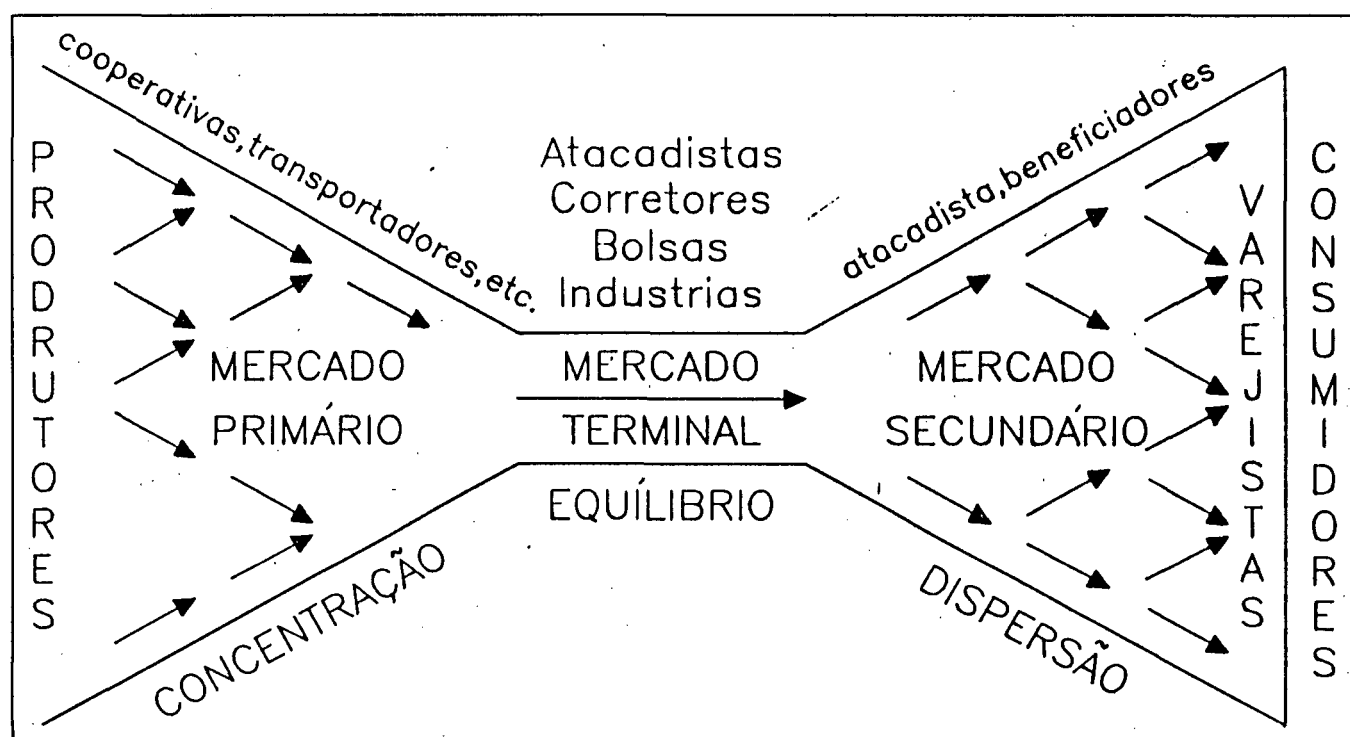 PRODRUTORES
cooperativas,transportadores,etc.
MERCADO
PRIMÁRIO
CONCENTRAÇÃO
Atacadistas
Corretores
Bolsas
Industrias
MERCADO
TERMINAL
EQUÍLIBRIO
atacadista,beneficiadores
MERCADO
SECUNDÁRIO
DISPERSÃO
VAREJISTAS
CONSUMIDORES